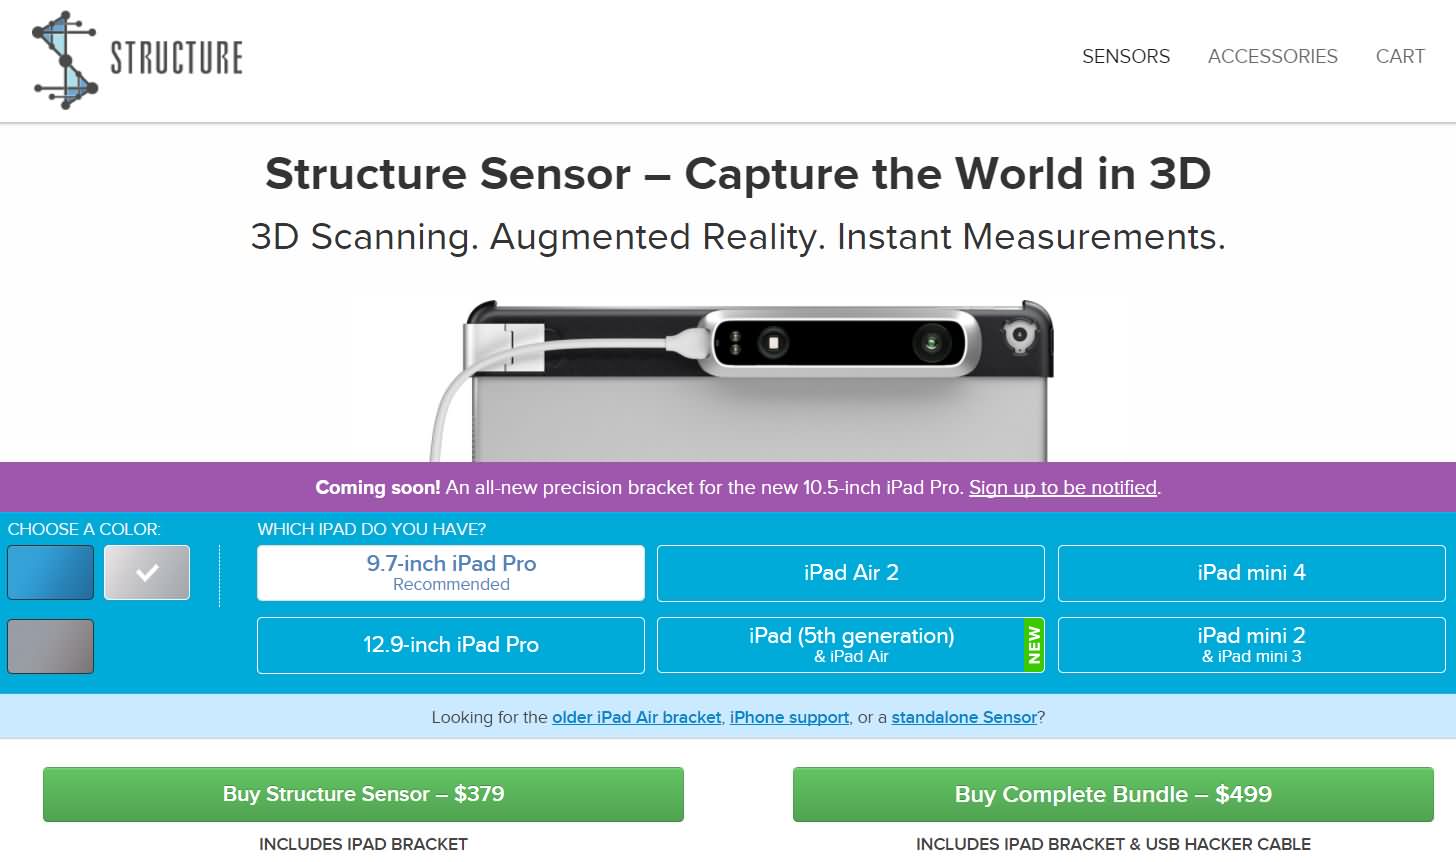 STRUCTURE
SENSORS ACCESSORIES CART
Structure Sensor – Capture the World in 3D
3D Scanning. Augmented Reality. Instant Measurements.
Coming soon! An all-new precision bracket for the new 10.5-inch iPad Pro. Sign up to be notified.
CHOOSE A COLOR:
WHICH IPAD DO YOU HAVE?
9.7-inch iPad Pro
Recommended
iPad Air 2
iPad mini 4
12.9-inch iPad Pro
iPad (5th generation)
& iPad Air
NEW
iPad mini 2
& iPad mini 3
Looking for the older iPad Air bracket, iPhone support, or a standalone Sensor?
Buy Structure Sensor – $379
INCLUDES IPAD BRACKET
Buy Complete Bundle – $499
INCLUDES IPAD BRACKET & USB HACKER CABLE